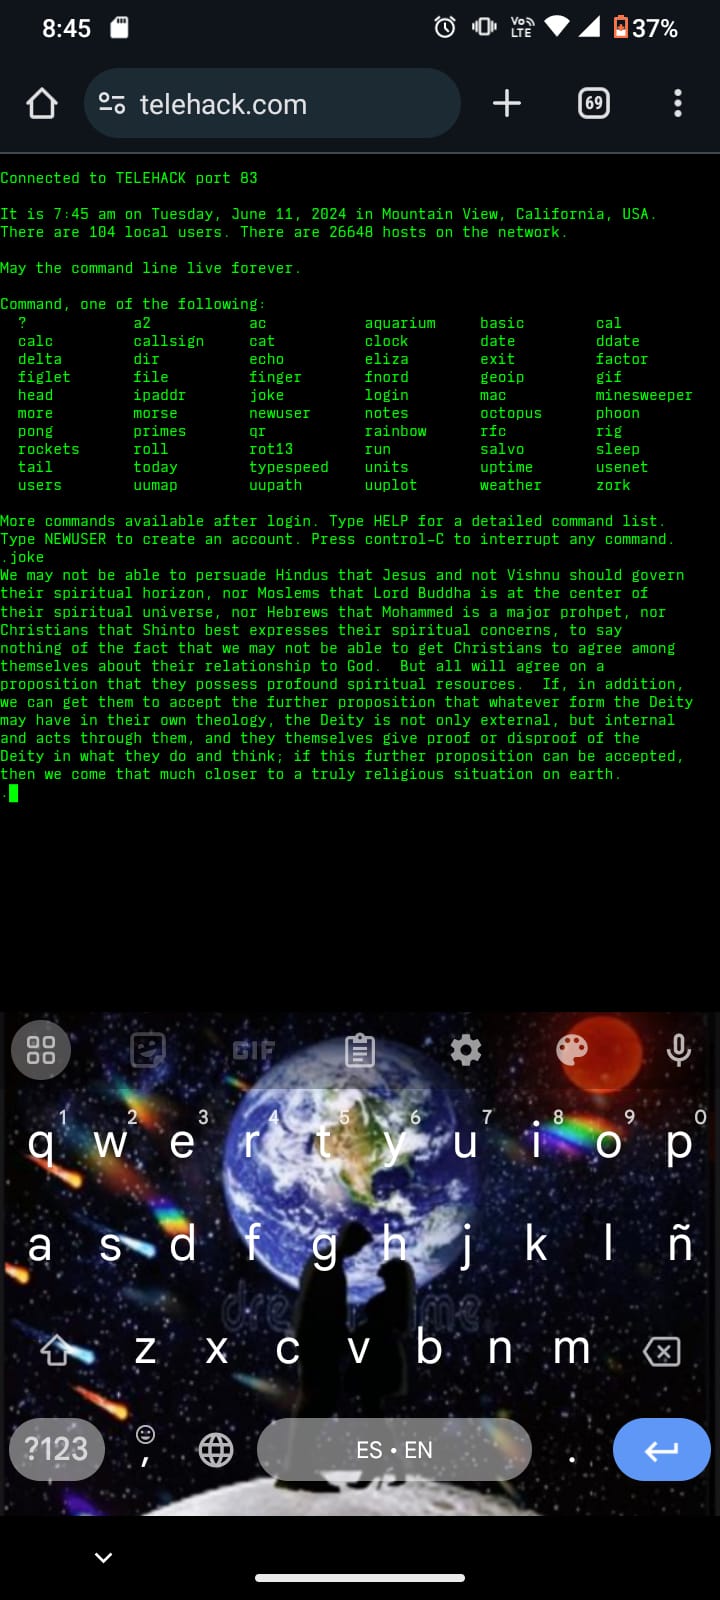 8:45
Vo LTE
37%
telehack.com
69
Connected to TELEHACK port 83
It is 7:45 am on Tuesday, June 11, 2024 in Mountain View, California, USA.
There are 104 local users. There are 26648 hosts on the network.
May the command line live forever.
Command, one of the following:
? a2 ac aquarium basic cal
calc callsign cat clock date ddate
delta dir echo eliza exit factor
figlet file finger fnord geoip gif
head ipaddr joke login mac minesweeper
more morse newuser notes octopus phoon
pong primes qr rainbow rfc rig
rockets roll rot13 run salvo sleep
tail today typespeed units uptime usenet
users uumap uupath uuplot weather zork
More commands available after login. Type HELP for a detailed command list.
Type NEWUSER to create an account. Press control-C to interrupt any command.
.joke
We may not be able to persuade Hindus that Jesus and not Vishnu should govern
their spiritual horizon, nor Moslems that Lord Buddha is at the center of
their spiritual universe, nor Hebrews that Mohammed is a major prohpet, nor
Christians that Shinto best expresses their spiritual concerns, to say
nothing of the fact that we may not be able to get Christians to agree among
themselves about their relationship to God.  But all will agree on a
proposition that they possess profound spiritual resources.  If, in addition,
we can get them to accept the further proposition that whatever form the Deity
may have in their own theology, the Deity is not only external, but internal
and acts through them, and they themselves give proof or disproof of the
Deity in what they do and think; if this further proposition can be accepted,
then we come that much closer to a truly religious situation on earth.
.
GIF
1 2 3 4 5 6 7 8 9 0
q w e r t y u i o p
a s d f g h j k l ñ
z x c v b n m
?123 , ES • EN .